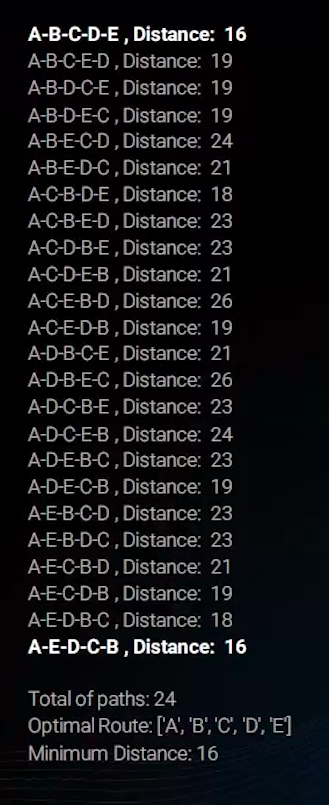 A-B-C-D-E , Distance: 16
A-B-C-E-D , Distance: 19
A-B-D-C-E , Distance: 19
A-B-D-E-C , Distance: 19
A-B-E-C-D , Distance: 24
A-B-E-D-C , Distance: 21
A-C-B-D-E , Distance: 18
A-C-B-E-D , Distance: 23
A-C-D-B-E , Distance: 23
A-C-D-E-B , Distance: 21
A-C-E-B-D , Distance: 26
A-C-E-D-B , Distance: 19
A-D-B-C-E , Distance: 21
A-D-B-E-C , Distance: 26
A-D-C-B-E , Distance: 23
A-D-C-E-B , Distance: 24
A-D-E-B-C , Distance: 23
A-D-E-C-B , Distance: 19
A-E-B-C-D , Distance: 23
A-E-B-D-C , Distance: 23
A-E-C-B-D , Distance: 21
A-E-C-D-B , Distance: 19
A-E-D-B-C , Distance: 18
A-E-D-C-B , Distance: 16
Total of paths: 24
Optimal Route: ['A', 'B', 'C', 'D', 'E']
Minimum Distance: 16